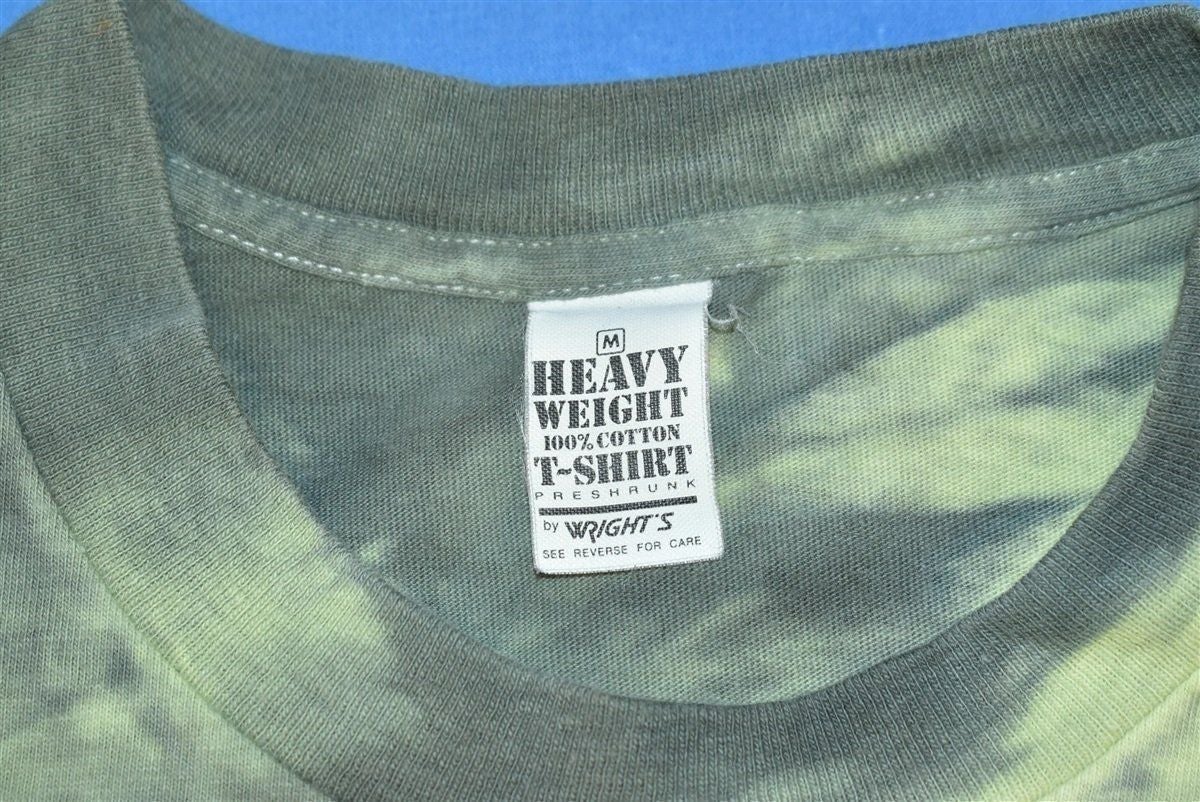 M
HEAVY
WEIGHT
100% COTTON
T-SHIRT
PRESHRUNK
by WRIGHT'S
SEE REVERSE FOR CARE